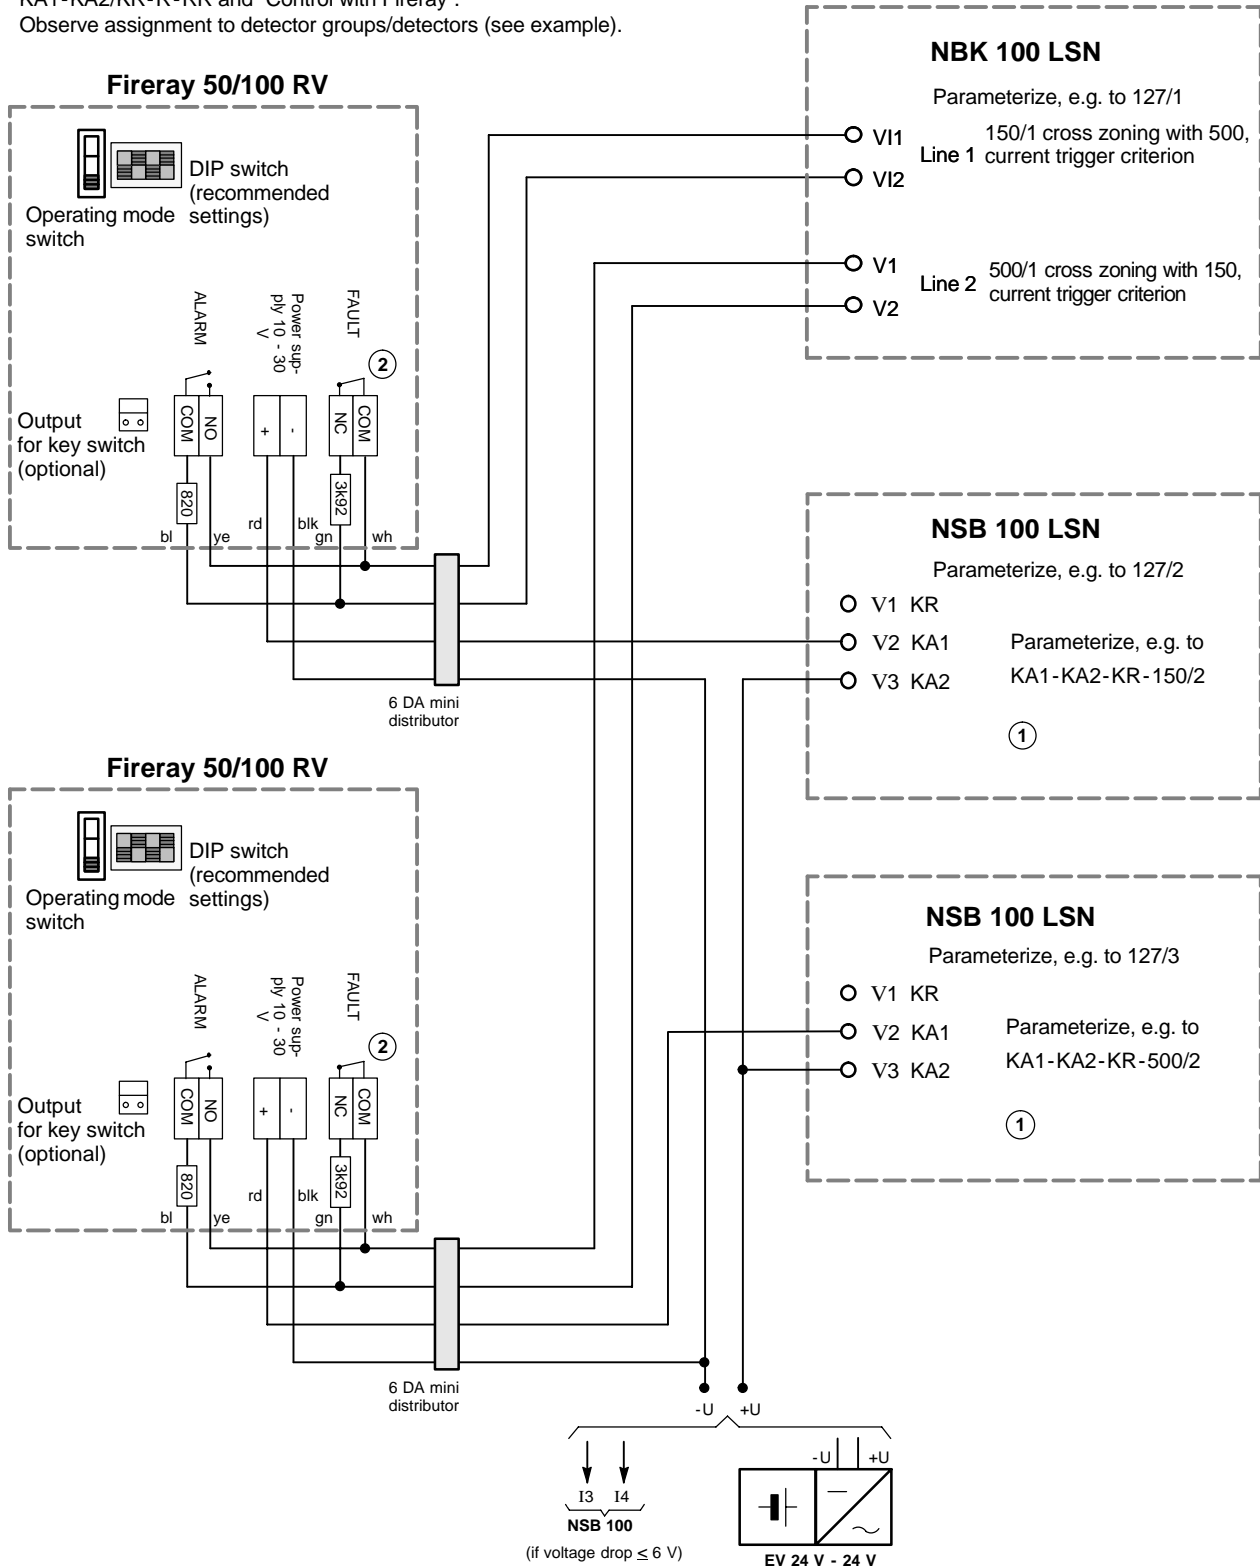 KA1-KA2/KR-R-RR and "Control with Fireray".
Observe assignment to detector groups/detectors (see example).
Fireray 50/100 RV
DIP switch
(recommended
settings)
Operating mode
switch
ALARM
Power sup-
ply 10 - 30
V
FAULT
2
Output
for key switch
(optional)
COM
NO
+
-
NC
COM
820
3k92
bl
ye
rd
blk
gn
wh
6 DA mini
distributor
NBK 100 LSN
Parameterize, e.g. to 127/1
VI1
VI2
Line 1
150/1 cross zoning with 500,
current trigger criterion
V1
V2
Line 2
500/1 cross zoning with 150,
current trigger criterion
NSB 100 LSN
Parameterize, e.g. to 127/2
V1 KR
V2 KA1
V3 KA2
Parameterize, e.g. to
KA1-KA2-KR-150/2
1
Fireray 50/100 RV
DIP switch
(recommended
settings)
Operating mode
switch
ALARM
Power sup-
ply 10 - 30
V
FAULT
2
Output
for key switch
(optional)
COM
NO
+
-
NC
COM
820
3k92
bl
ye
rd
blk
gn
wh
6 DA mini
distributor
NSB 100 LSN
Parameterize, e.g. to 127/3
V1 KR
V2 KA1
V3 KA2
Parameterize, e.g. to
KA1-KA2-KR-500/2
1
-U +U
I3 I4
NSB 100
(if voltage drop ≤ 6 V)
-U +U
EV 24 V - 24 V